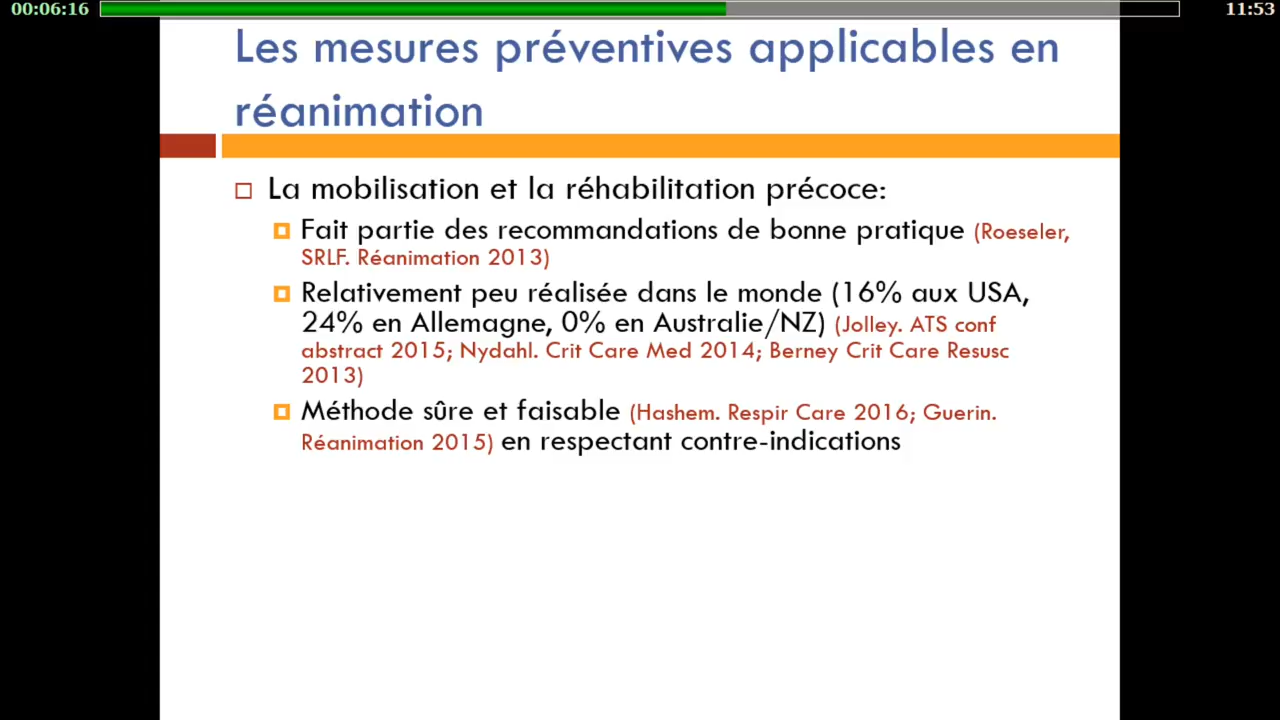 00:06:16
11:53
Les mesures préventives applicables en
réanimation
La mobilisation et la réhabilitation précoce:
Fait partie des recommandations de bonne pratique (Roeseler,
SRLF. Réanimation 2013)
Relativement peu réalisée dans le monde (16% aux USA,
24% en Allemagne, 0% en Australie/NZ) (Jolley. ATS conf
abstract 2015; Nydahl. Crit Care Med 2014; Berney Crit Care Resusc
2013)
Méthode sûre et faisable (Hashem. Respir Care 2016; Guerin.
Réanimation 2015) en respectant contre-indications